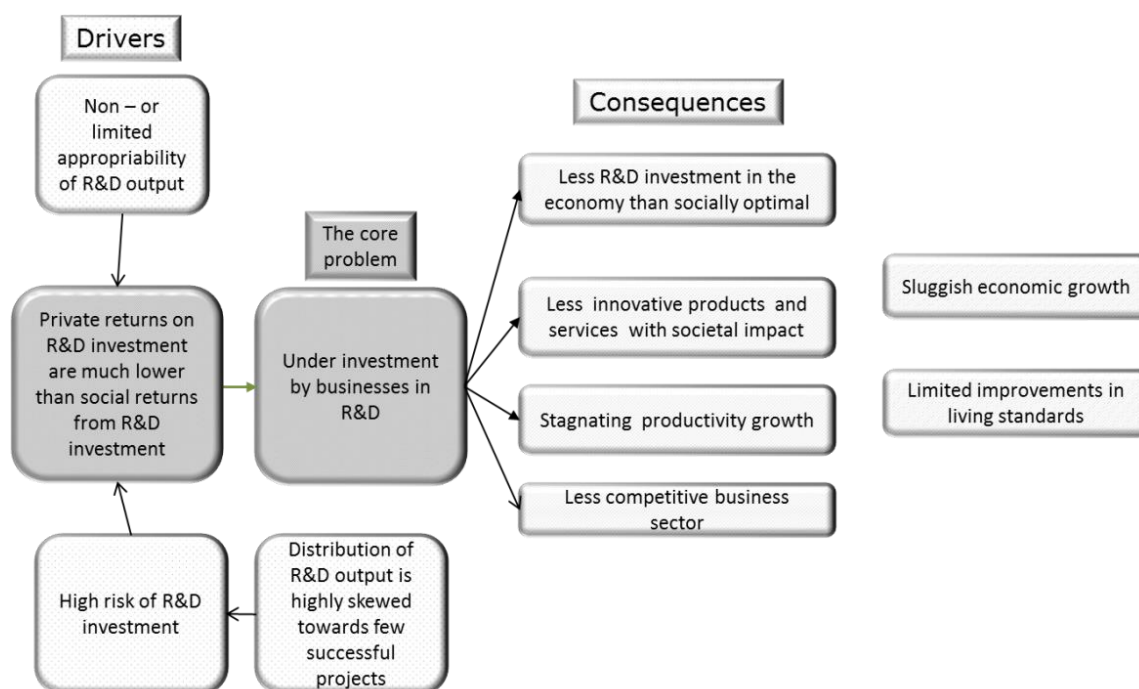 Drivers
Non – or
limited
appropriability
of R&D output
Private returns on
R&D investment
are much lower
than social returns
from R&D
investment
High risk of R&D
investment
Distribution of
R&D output is
highly skewed
towards few
successful
projects
The core
problem
Under investment
by businesses in
R&D
Consequences
Less R&D investment in the
economy than socially optimal
Less innovative products and
services with societal impact
Stagnating productivity growth
Less competitive business
sector
Sluggish economic growth
Limited improvements in
living standards